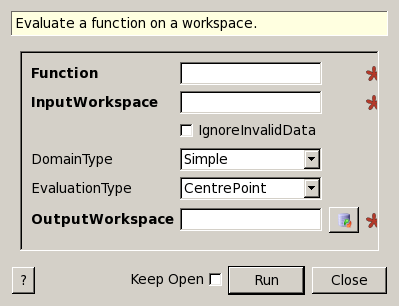 Evaluate a function on a workspace.
Function
InputWorkspace
IgnoreInvalidData
DomainType Simple
EvaluationType CentrePoint
OutputWorkspace
? Keep Open Run Close